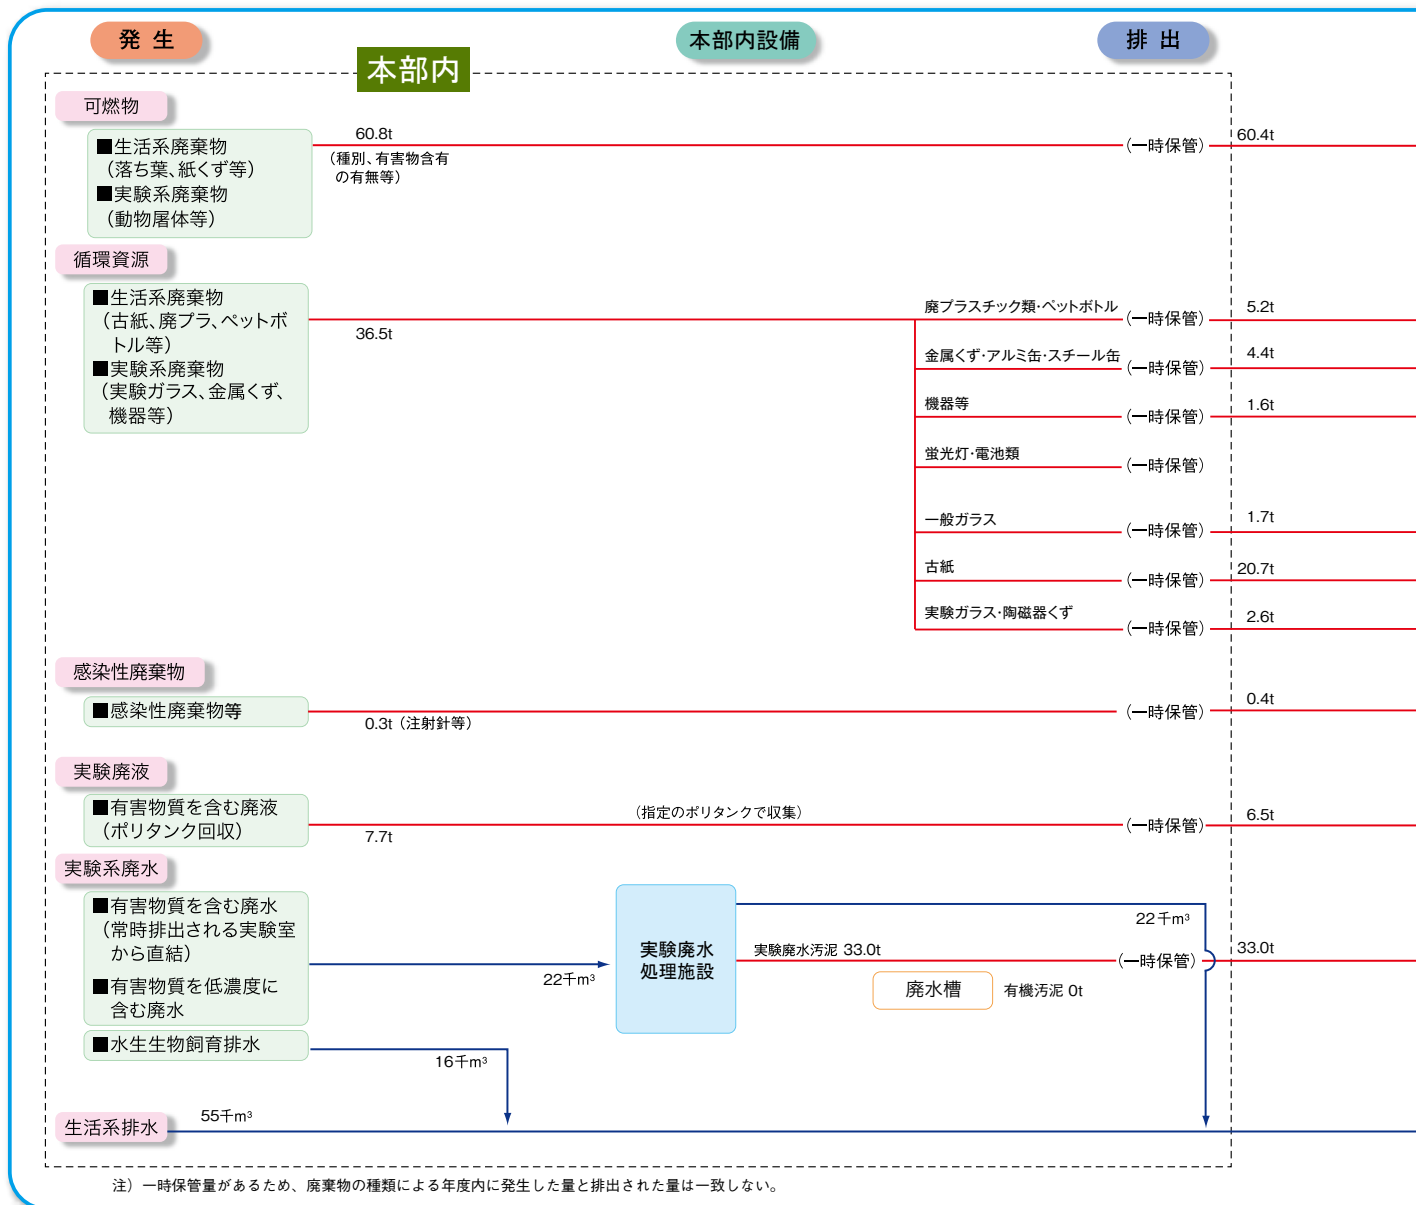 発 生
本部内設備
排 出
本部内
可燃物
■生活系廃棄物
（落ち葉、紙くず等）
■実験系廃棄物
（動物屠体等）
60.8t
（種別、有害物含有
の有無等）
（一時保管）
60.4t
循環資源
■生活系廃棄物
（古紙、廃プラ、ペットボ
トル等）
■実験系廃棄物
（実験ガラス、金属くず、
機器等）
36.5t
廃プラスチック類・ペットボトル
（一時保管）
5.2t
金属くず・アルミ缶・スチール缶
（一時保管）
4.4t
機器等
（一時保管）
1.6t
蛍光灯・電池類
（一時保管）
一般ガラス
（一時保管）
1.7t
古紙
（一時保管）
20.7t
実験ガラス・陶磁器くず
（一時保管）
2.6t
感染性廃棄物
■感染性廃棄物等
0.3t（注射針等）
（一時保管）
0.4t
実験廃液
■有害物質を含む廃液
（ポリタンク回収）
7.7t
（指定のポリタンクで収集）
（一時保管）
6.5t
実験系廃水
■有害物質を含む廃水
（常時排出される実験室
から直結）
■有害物質を低濃度に
含む廃水
22千m³
実験廃水
処理施設
22千m³
実験廃水汚泥 33.0t
（一時保管）
33.0t
廃水槽
有機汚泥 0t
■水生生物飼育排水
16千m³
生活系排水
55千m³
注）一時保管量があるため、廃棄物の種類による年度内に発生した量と排出された量は一致しない。